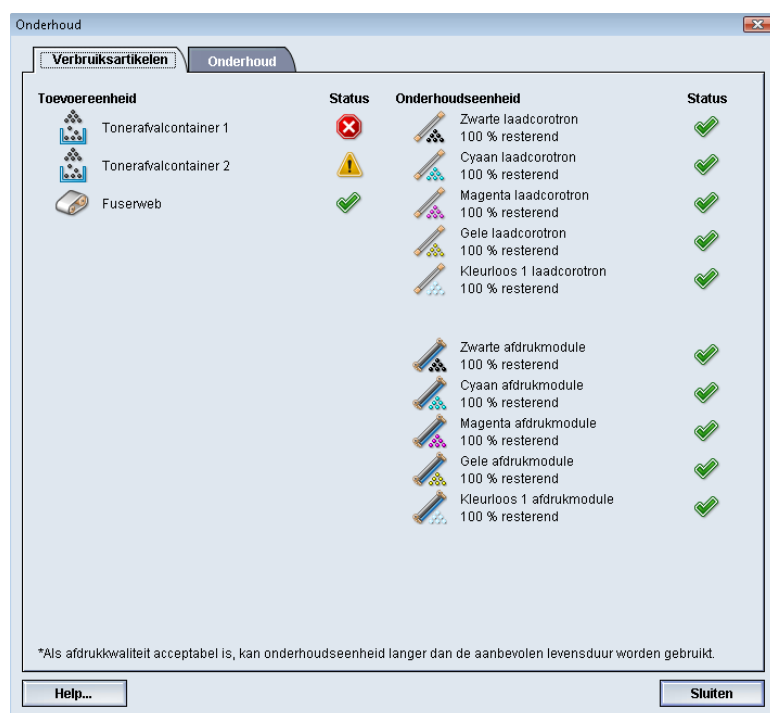 Onderhoud
Verbruiksartikelen
Onderhoud
Toevoereenheid Status
Tonerafvalcontainer 1
Tonerafvalcontainer 2
Fuserweb
Onderhoudseenheid Status
Zwarte laadcorotron
100 % resterend
Cyaan laadcorotron
100 % resterend
Magenta laadcorotron
100 % resterend
Gele laadcorotron
100 % resterend
Kleurloos 1 laadcorotron
100 % resterend
Zwarte afdrukmodule
100 % resterend
Cyaan afdrukmodule
100 % resterend
Magenta afdrukmodule
100 % resterend
Gele afdrukmodule
100 % resterend
Kleurloos 1 afdrukmodule
100 % resterend
*Als afdrukkwaliteit acceptabel is, kan onderhoudseenheid langer dan de aanbevolen levensduur worden gebruikt.
Help...
Sluiten